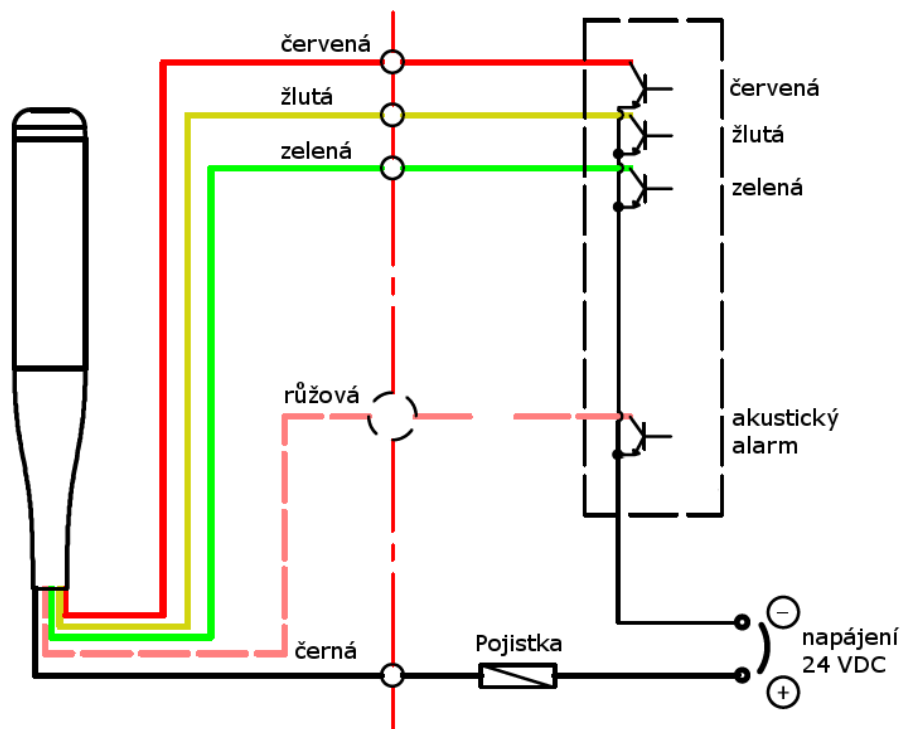 červená
žlutá
zelená
červená
žlutá
zelená
růžová
akustický
alarm
černá
Pojistka
−
napájení
24 VDC
+